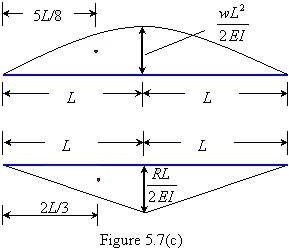 5L/8
wL²
2EI
L L
L L
RL
2EI
2L/3
Figure 5.7(c)